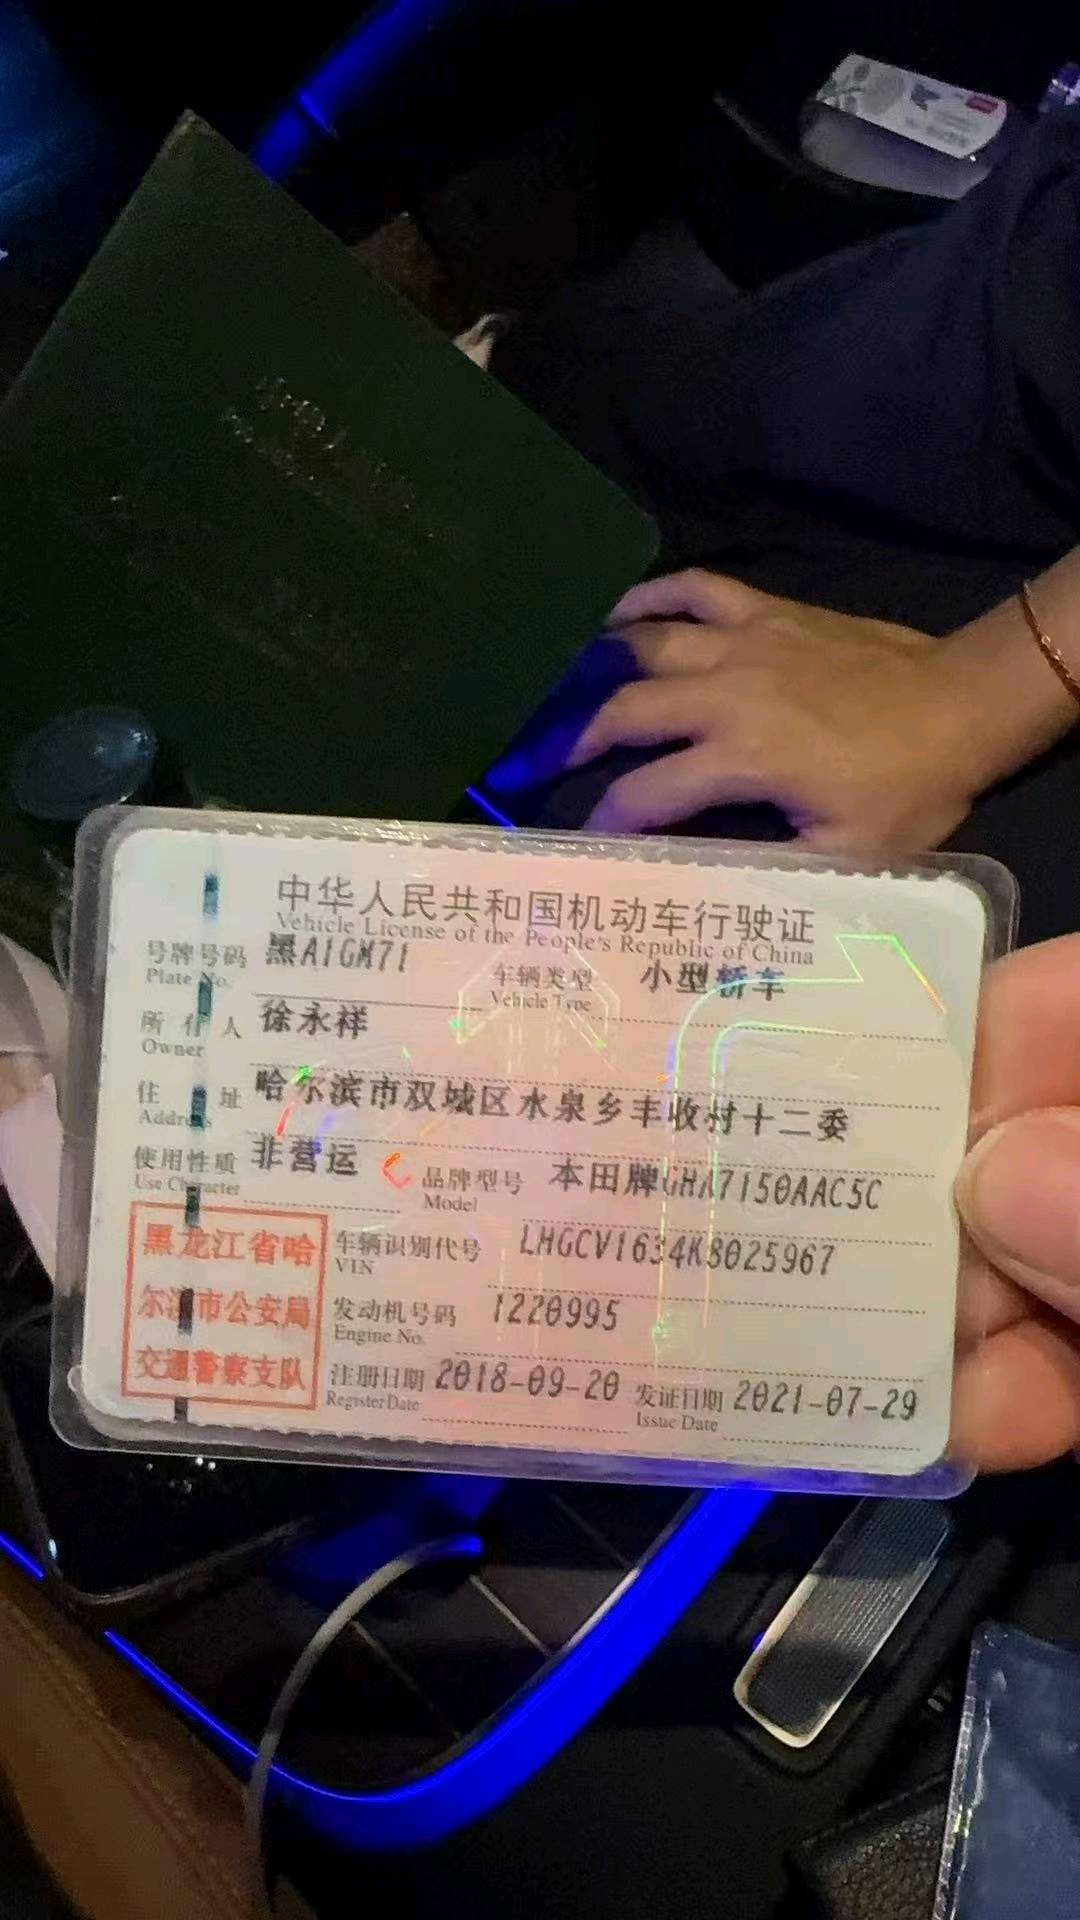 中华人民共和国机动车行驶证
Vehicle License of the People's Republic of China
号牌号码 黑A1GM71 车辆类型 小型轿车
Plate No. Vehicle Type
所有人 徐永祥
Owner
住址 哈尔滨市双城区水泉乡丰收村十二委
Address
使用性质 非营运 品牌型号 本田牌GHA7150AAC5C
Use Character Model
黑龙江省哈
尔滨市公安局
交通警察支队
车辆识别代号 LHGCV1634K8025967
VIN
发动机号码 1220995
Engine No.
注册日期 2018-09-20 发证日期 2021-07-29
Register Date Issue Date